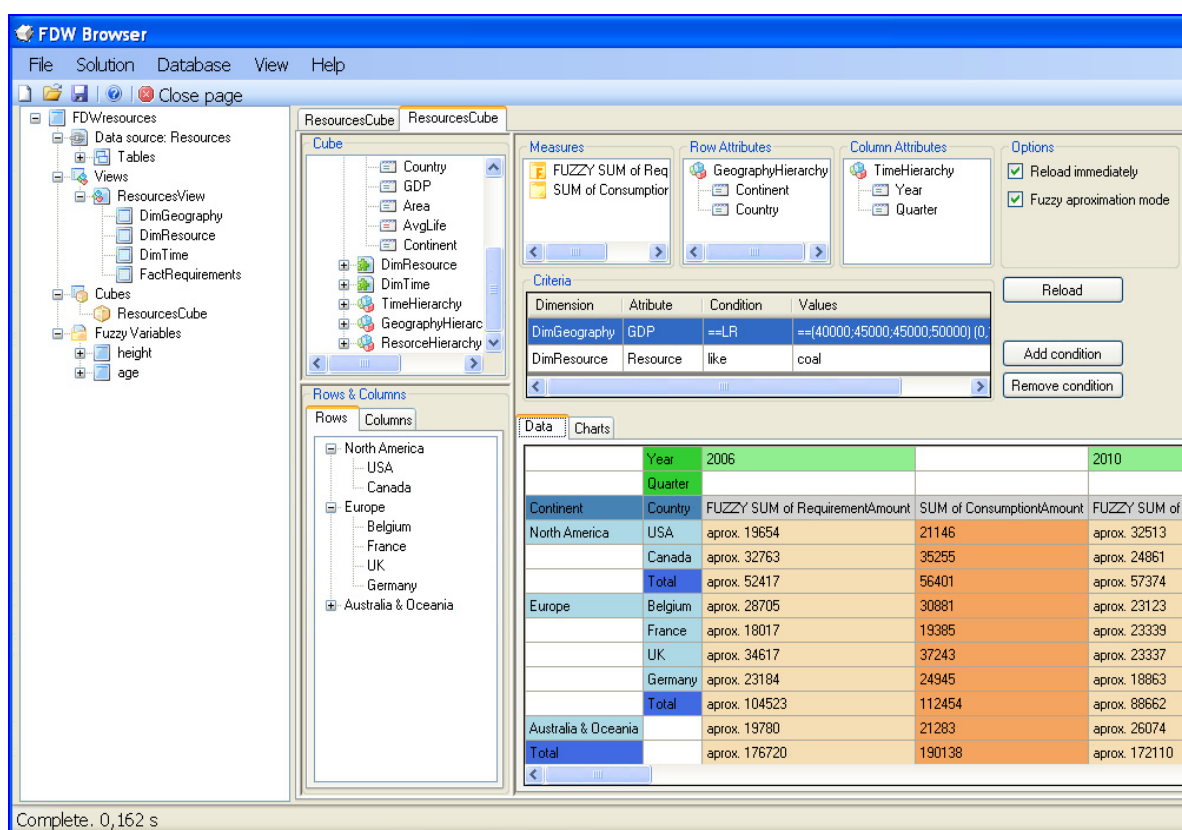 FDW Browser
File Solution Database View Help
Close page
FDWresources
Data source: Resources
Tables
Views
ResourcesView
DimGeography
DimResource
DimTime
FactRequirements
Cubes
ResourcesCube
Fuzzy Variables
height
age
ResourcesCube ResourcesCube
Cube
Country
GDP
Area
AvgLife
Continent
DimResource
DimTime
TimeHierarchy
GeographyHierarc
ResorceHierarchy
Rows & Columns
Rows Columns
North America
USA
Canada
Europe
Belgium
France
UK
Germany
Australia & Oceania
Measures
FUZZY SUM of Req
SUM of Consumption
Row Attributes
GeographyHierarchy
Continent
Country
Column Attributes
TimeHierarchy
Year
Quarter
Options
Reload immediately
Fuzzy aproximation mode
Criteria
Dimension Atribute Condition Values
DimGeography GDP ==LR ==(40000;45000;45000;50000) (0,
DimResource Resource like coal
Reload
Add condition
Remove condition
Data Charts
Year 2006 2010
Quarter
Continent Country FUZZY SUM of RequirementAmount SUM of ConsumptiontAmount FUZZY SUM of
North America USA aprox. 19654 21146 aprox. 32513
Canada aprox. 32763 35255 aprox. 24861
Total aprox. 52417 56401 aprox. 57374
Europe Belgium aprox. 28705 30881 aprox. 23123
France aprox. 18017 19385 aprox. 23339
UK aprox. 34617 37243 aprox. 23337
Germany aprox. 23184 24945 aprox. 18863
Total aprox. 104523 112454 aprox. 88662
Australia & Oceania aprox. 19780 21283 aprox. 26074
Total aprox. 176720 190138 aprox. 172110
Complete. 0,162 s